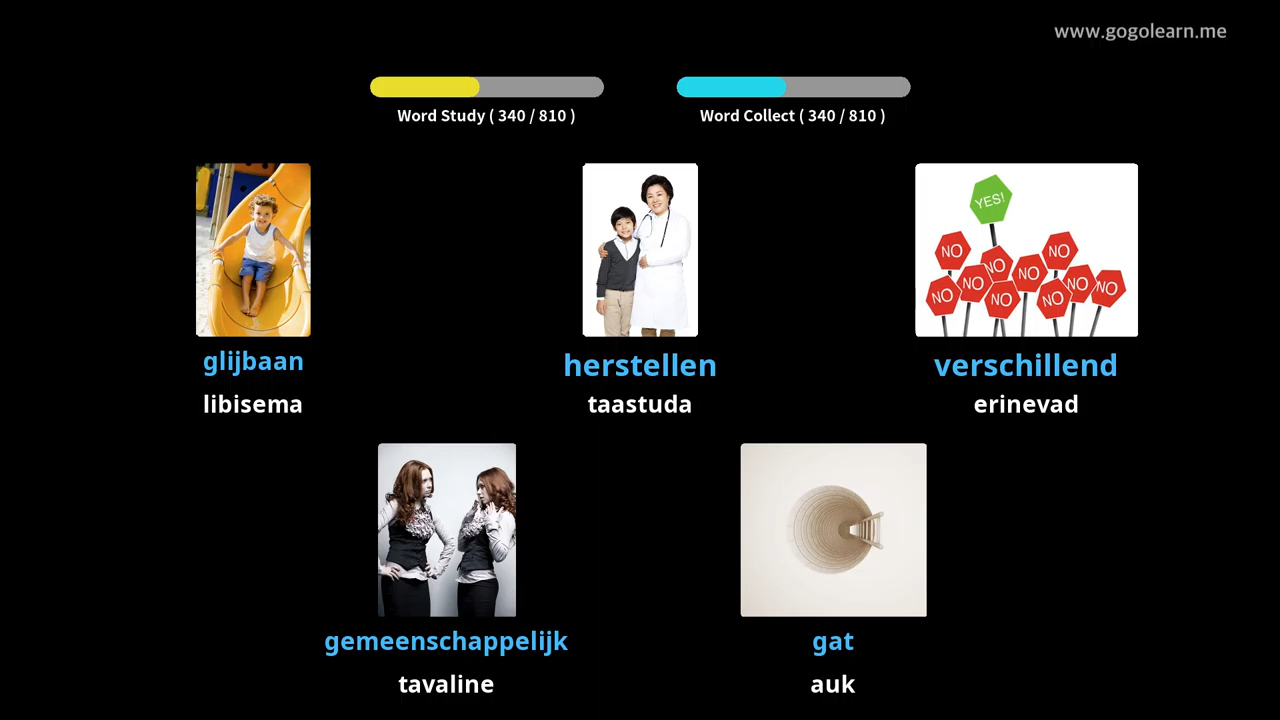 www.gogolearn.me
Word Study ( 340 / 810 )
Word Collect ( 340 / 810 )
YES!
NO
NO
NO
NO
NO
NO
NO
NO
NO
NO
glijbaan
herstellen
verschillend
libisema
taastuda
erinevad
gemeenschappelijk
gat
tavaline
auk